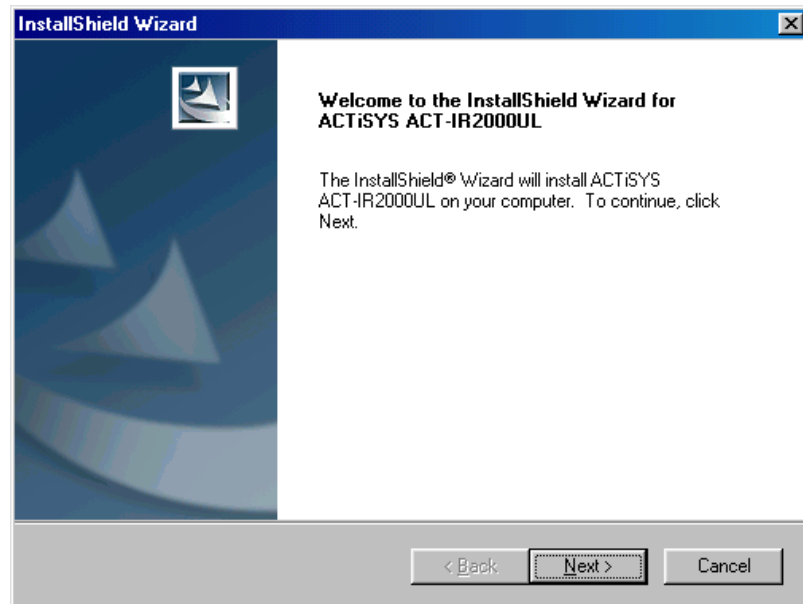 InstallShield Wizard
Welcome to the InstallShield Wizard for
ACTiSYS ACT-IR2000UL
The InstallShield® Wizard will install ACTiSYS
ACT-IR2000UL on your computer. To continue, click
Next.
< Back
Next >
Cancel